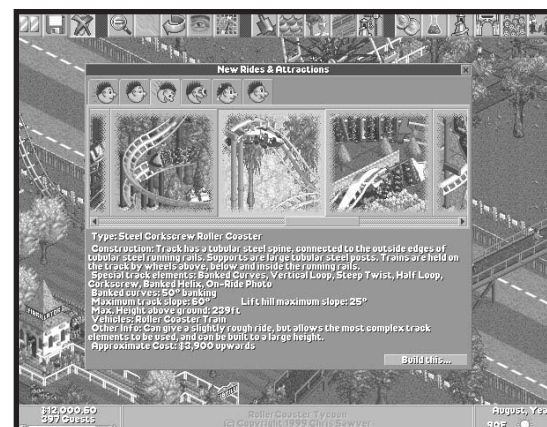 New Rides & Attractions
Type: Steel Corkscrew Roller Coaster
Construction: Track has a tubular steel spine, connected to the outside edges of
tubular steel running rails. Supports are large tubular steel posts. Trains are held on
the track by wheels above, below and inside the running rails.
Special track elements: Banked Curves, Vertical Loop, Steep Twist, Half Loop,
Corkscrew, Banked Helix, On-Ride Photo
Banked curves: 50° banking
Maximum track slope: 60° Lift hill maximum slope: 25°
Max. Height above ground: 239ft
Vehicles: Roller Coaster Train
Other Info: Can give a slightly rough ride, but allows the most complex track
elements to be used, and can be built to a large height.
Approximate Cost: $3,900 upwards
Build this...
$12,000.60
397 Guests
RollerCoaster Tycoon
© Copyright 1999 Chris Sawyer
August, Yea